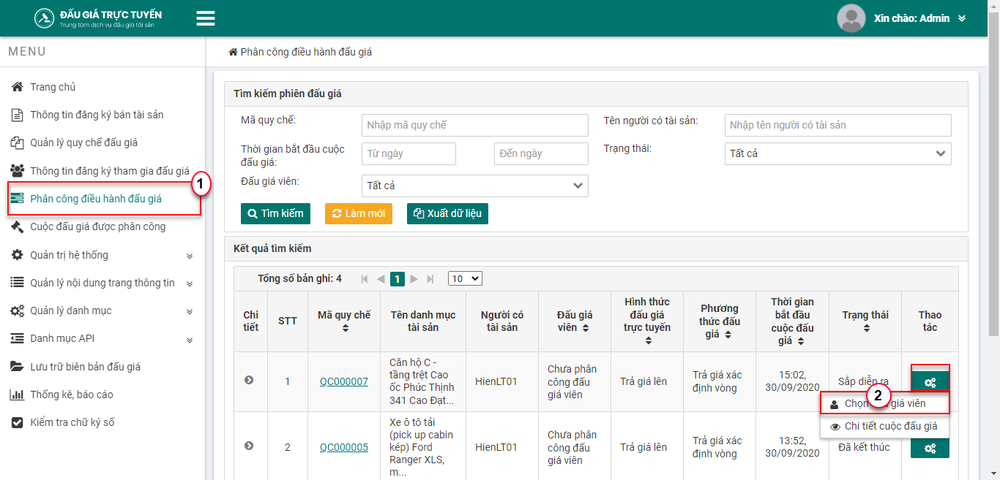 ĐẤU GIÁ TRỰC TUYẾN
Trung tâm dịch vụ đấu giá tài sản
Xin chào: Admin
MENU
Phân công điều hành đấu giá
Trang chủ
Thông tin đăng ký bán tài sản
Quản lý quy chế đấu giá
Thông tin đăng ký tham gia đấu giá
1
Phân công điều hành đấu giá
Cuộc đấu giá được phân công
Quản trị hệ thống
Quản lý nội dung trang thông tin
Quản lý danh mục
Danh mục API
Lưu trữ biên bản đấu giá
Thống kê, báo cáo
Kiểm tra chữ ký số
Tìm kiếm phiên đấu giá
Mã quy chế:
Nhập mã quy chế
Tên người có tài sản:
Nhập tên người có tài sản
Thời gian bắt đầu cuộc
đấu giá:
Từ ngày
Đến ngày
Trạng thái:
Tất cả
Đấu giá viên:
Tất cả
Tìm kiếm
Làm mới
Xuất dữ liệu
Kết quả tìm kiếm
Tổng số bản ghi: 4
1
10
Chi
tiết
STT
Mã quy chế
Tên danh mục
tài sản
Người có
tài sản
Đấu giá
viên
Hình thức
đấu giá
trực tuyến
Phương
thức đấu
giá
Thời gian
bắt đầu
cuộc đấu
giá
Trạng thái
Thao
tác
1
QC000007
Căn hộ C -
tầng trệt Cao
ốc Phúc Thịnh
341 Cao Đạt...
HienLT01
Chưa phân
công đấu
giá viên
Trả giá lên
Trả giá xác
định vòng
15:02,
30/09/2020
Sắp diễn ra
2
Chọn giá viên
Chi tiết cuộc đấu giá
2
QC000005
Xe ô tô tải
(pick up cabin
kép) Ford
Ranger XLS,
m...
HienLT01
Chưa phân
công đấu
giá viên
Trả giá lên
Trả giá xác
định vòng
13:52,
30/09/2020
Đã kết thúc